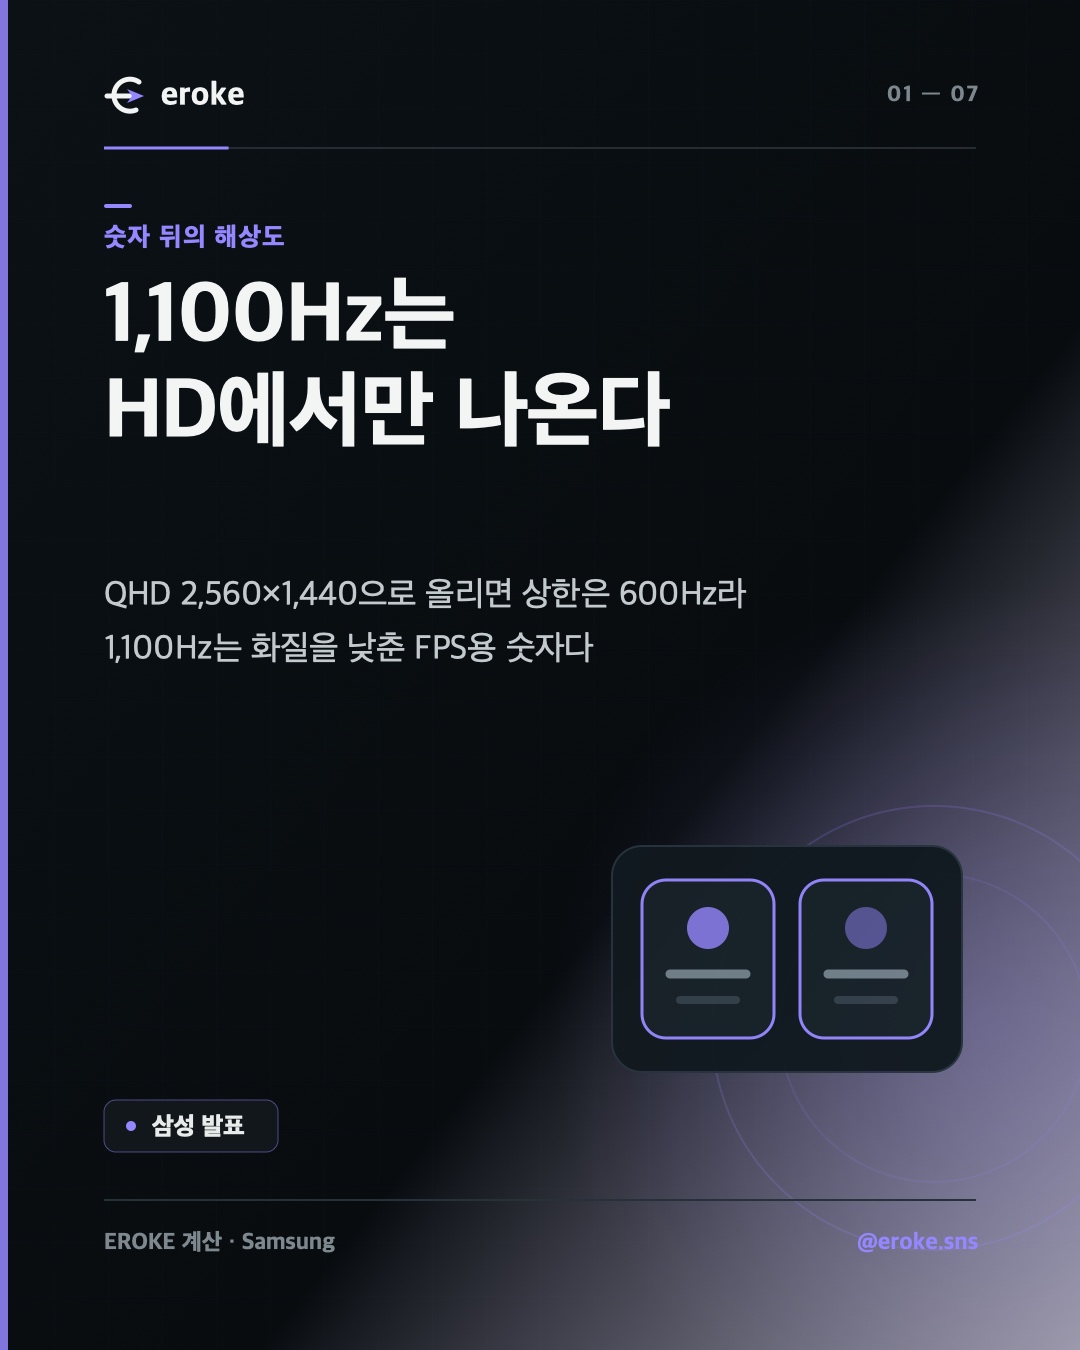 eroke
01 — 07
숫자 뒤의 해상도
1,100Hz는
HD에서만 나온다
QHD 2,560×1,440으로 올리면 상한은 600Hz라
1,100Hz는 화질을 낮춘 FPS용 숫자다
삼성 발표
EROKE 계산 · Samsung
@eroke.sns